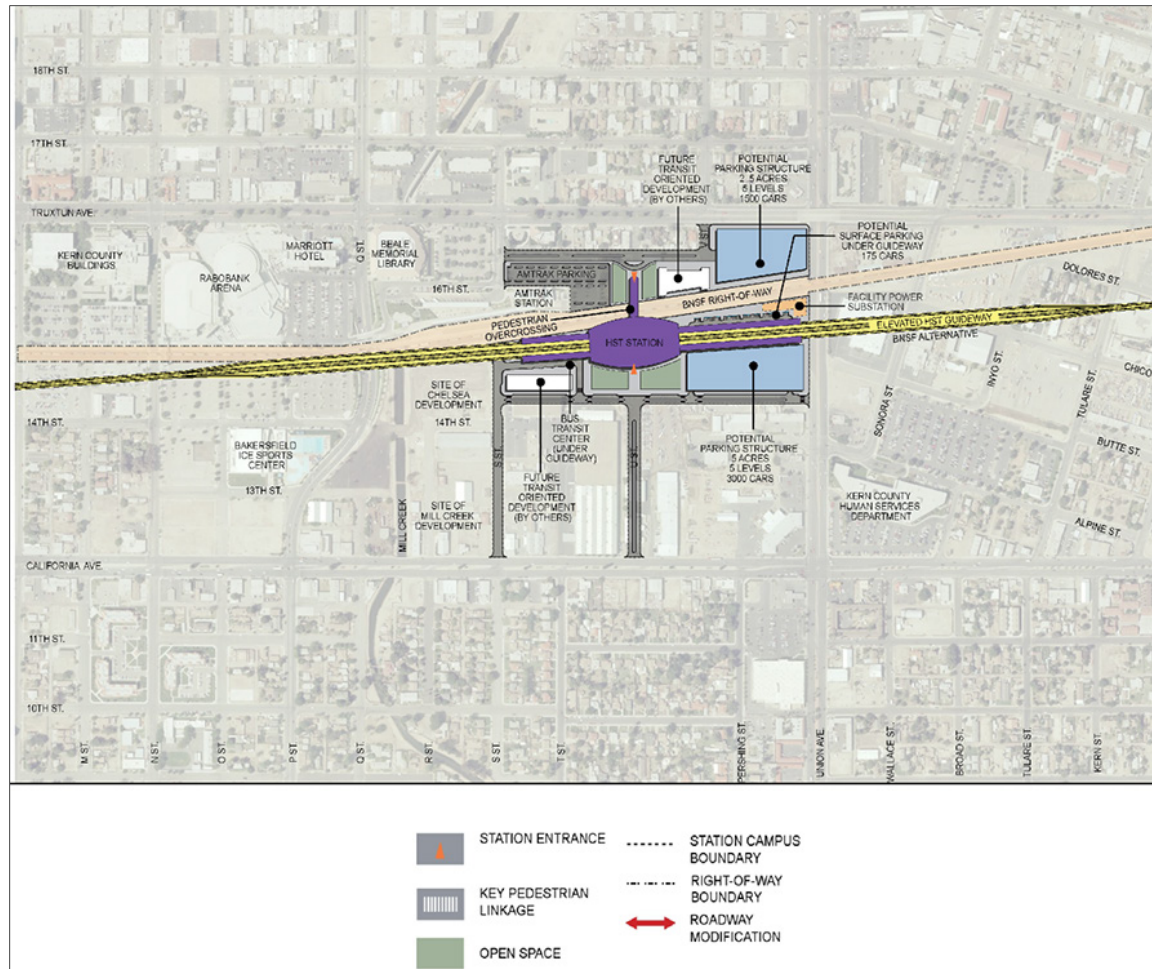 18TH ST.
17TH ST.
TRUXTUN AVE.
FUTURE
TRANSIT
ORIENTED
DEVELOPMENT
(BY OTHERS)
POTENTIAL
PARKING STRUCTURE
2.5 ACRES
5 LEVELS
1500 CARS
POTENTIAL
SURFACE PARKING
UNDER GUIDEWAY
175 CARS
KERN COUNTY
BUILDINGS
RABOBANK
ARENA
MARRIOTT
HOTEL
Q ST.
BEALE
MEMORIAL
LIBRARY
16TH ST.
AMTRAK PARKING
AMTRAK
STATION
PEDESTRIAN
OVERCROSSING
BNSF RIGHT-OF-WAY
FACILITY POWER
SUBSTATION
DOLORES ST.
HST STATION
ELEVATED HST GUIDEWAY
BNSF ALTERNATIVE
INYO ST.
CHICO
TULARE ST.
SONORA ST
BUTTE ST.
ALPINE ST.
14TH ST.
SITE OF
CHELSEA
DEVELOPMENT
14TH ST.
BAKERSFIELD
ICE SPORTS
CENTER
13TH ST.
MILL CREEK
SITE OF
MILL CREEK
DEVELOPMENT
S ST.
BUS
TRANSIT
CENTER
(UNDER
GUIDEWAY)
FUTURE
TRANSIT
ORIENTED
DEVELOPMENT
(BY OTHERS)
U ST.
POTENTIAL
PARKING STRUCTURE
5 ACRES
5 LEVELS
3000 CARS
KERN COUNTY
HUMAN SERVICES
DEPARTMENT
CALIFORNIA AVE.
11TH ST.
10TH ST.
M ST.
N ST.
O ST.
P ST.
Q ST.
R ST.
S ST.
T ST.
PERSHING ST.
UNION AVE.
WALLACE ST.
BROAD ST.
TULARE ST.
KERN ST.
STATION ENTRANCE
KEY PEDESTRIAN
LINKAGE
OPEN SPACE
STATION CAMPUS
BOUNDARY
RIGHT-OF-WAY
BOUNDARY
ROADWAY
MODIFICATION